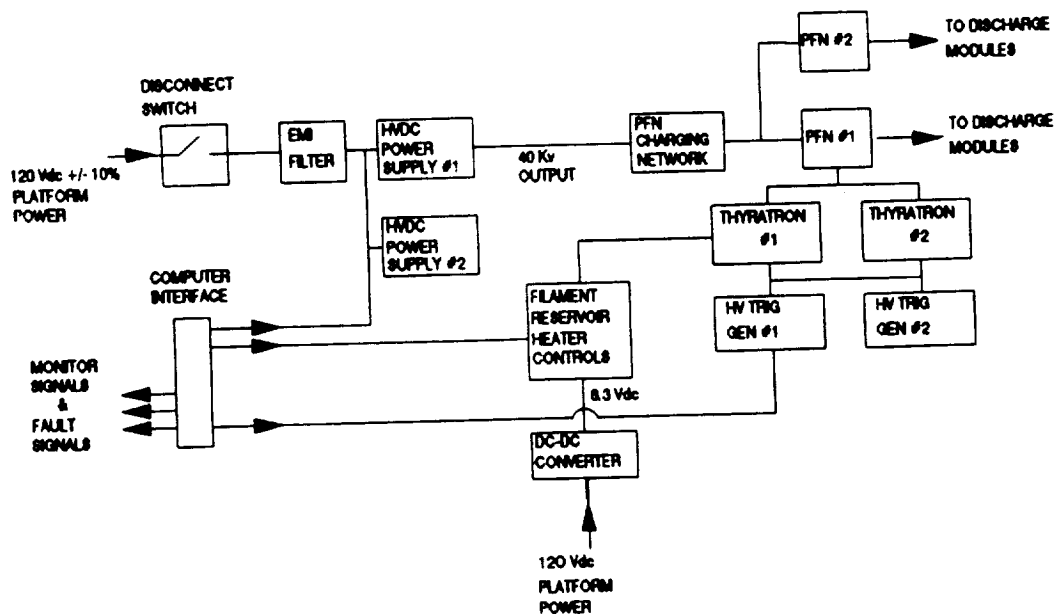 PFN #2
TO DISCHARGE
MODULES
DISCONNECT
SWITCH
EMI
FILTER
HVDC
POWER
SUPPLY #1
40 Kv
OUTPUT
PFN
CHARGING
NETWORK
PFN #1
TO DISCHARGE
MODULES
120 Vdc +/- 10%
PLATFORM
POWER
HVDC
POWER
SUPPLY #2
THYRATRON
#1
THYRATRON
#2
COMPUTER
INTERFACE
FILAMENT
RESERVOIR
HEATER
CONTROLS
HV TRIG
GEN #1
HV TRIG
GEN #2
MONITOR
SIGNALS
&
FAULT
SIGNALS
6.3 Vdc
DC-DC
CONVERTER
120 Vdc
PLATFORM
POWER